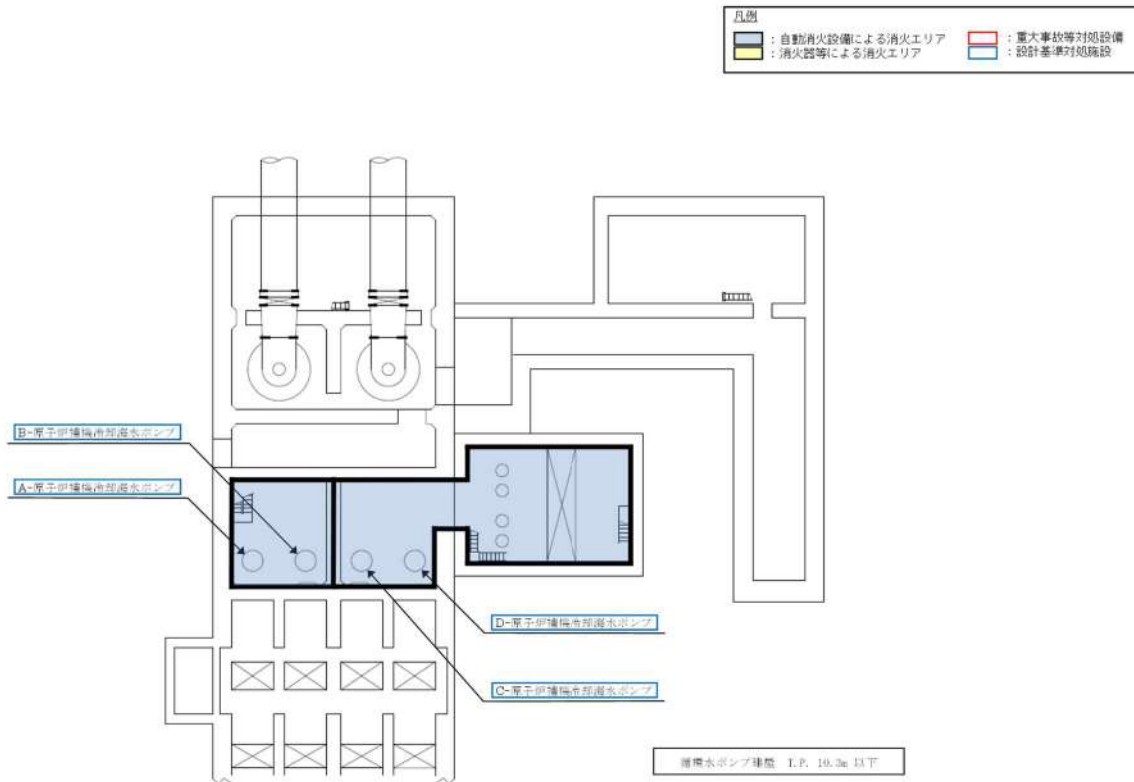 凡例
：自動消火設備による消火エリア
：重大事故等対処設備
：消火器等による消火エリア
：設計基準対処施設
B-原子炉補機冷却海水ポンプ
A-原子炉補機冷却海水ポンプ
D-原子炉補機冷却海水ポンプ
C-原子炉補機冷却海水ポンプ
循環水ポンプ建屋 T.P. 10.3m 以下